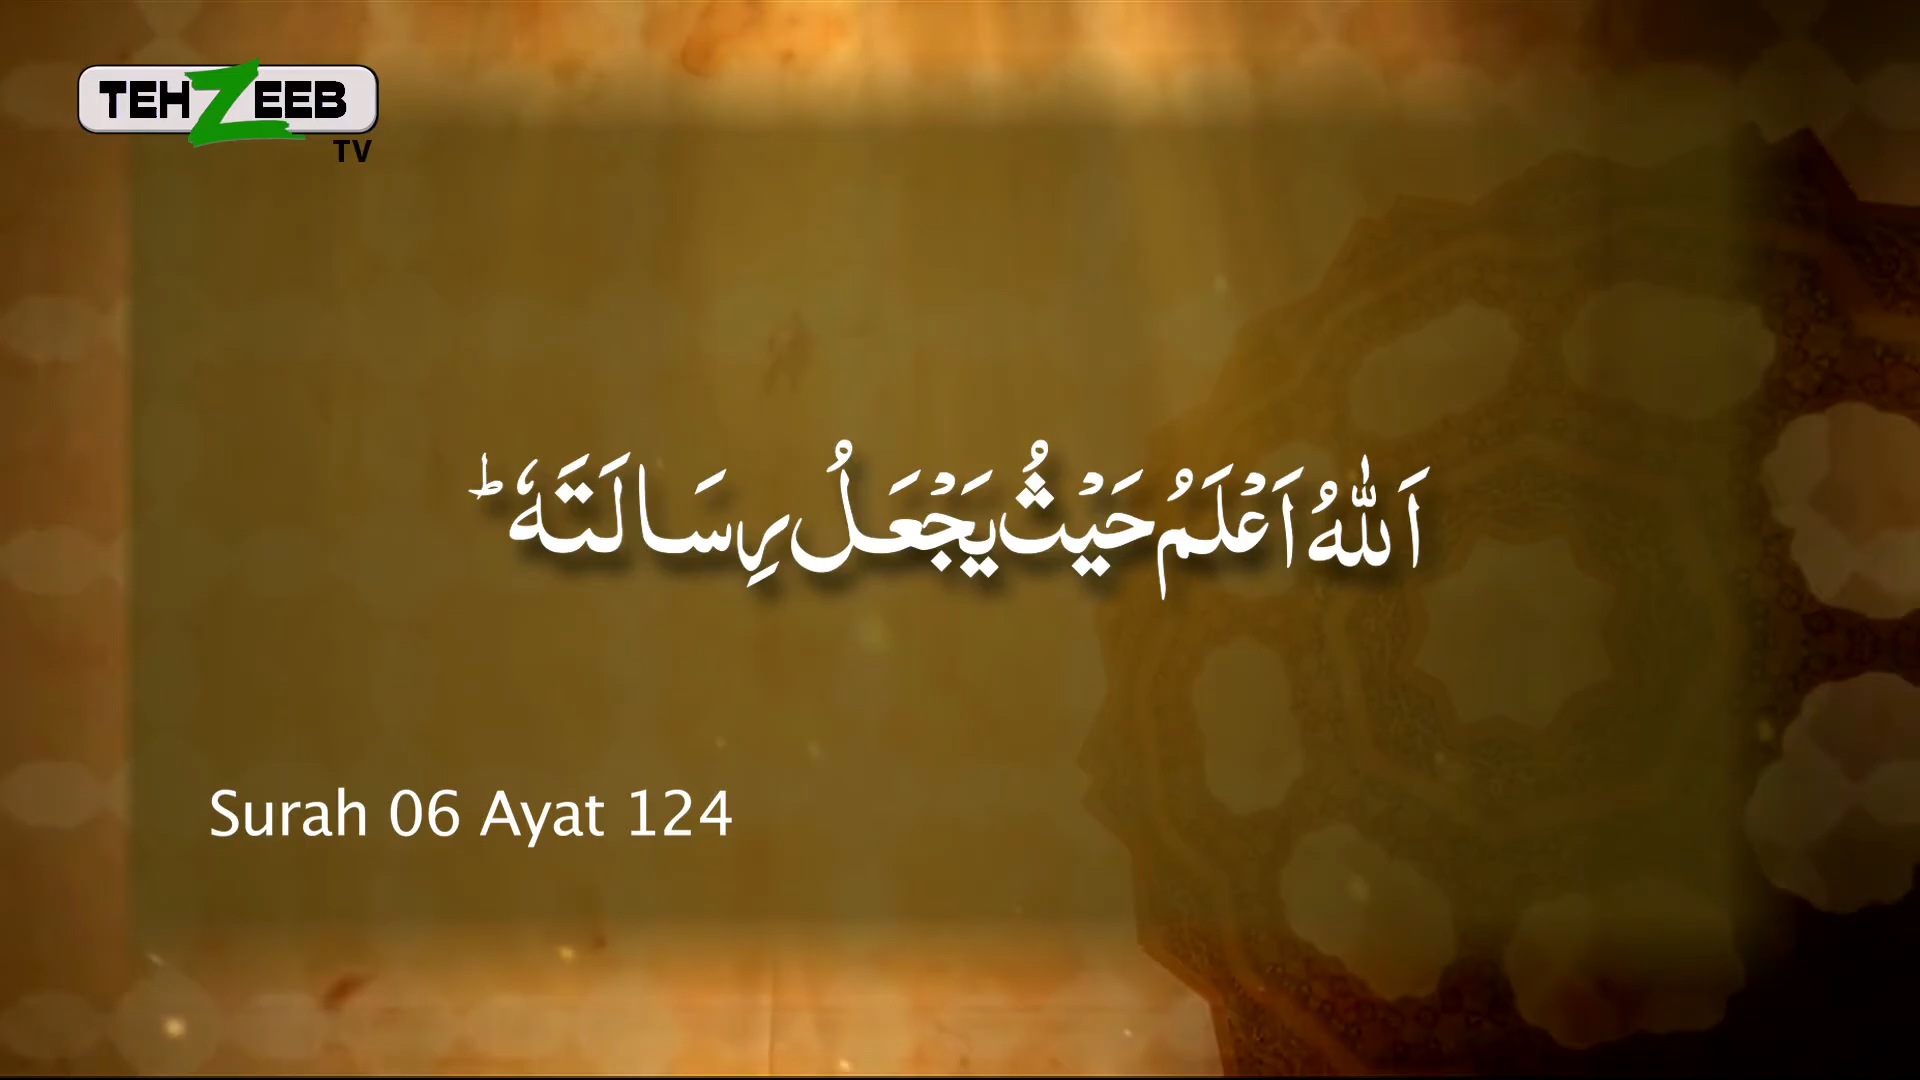 TEHZEEB
TV
اَللّٰهُ اَعْلَمُ حَيْثُ يَجْعَلُ رِسَالَتَهٗ ؕ
Surah 06 Ayat 124